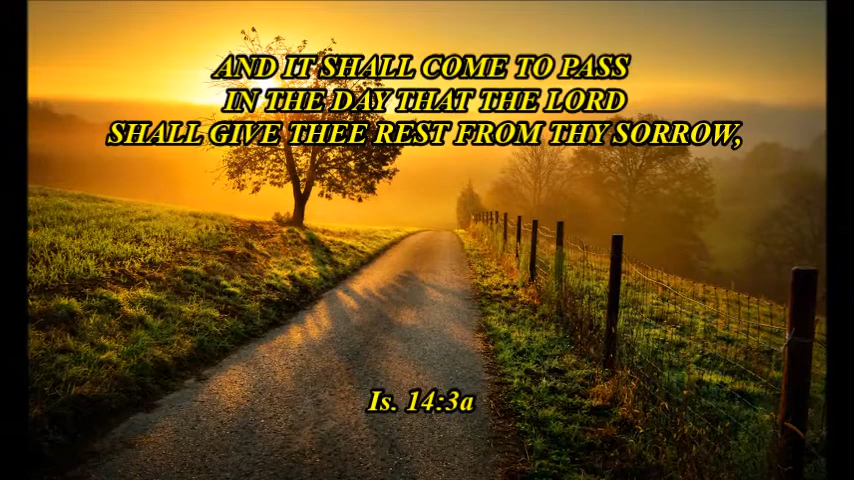 AND IT SHALL COME TO PASS
IN THE DAY THAT THE LORD
SHALL GIVE THEE REST FROM THY SORROW,
Is. 14:3a